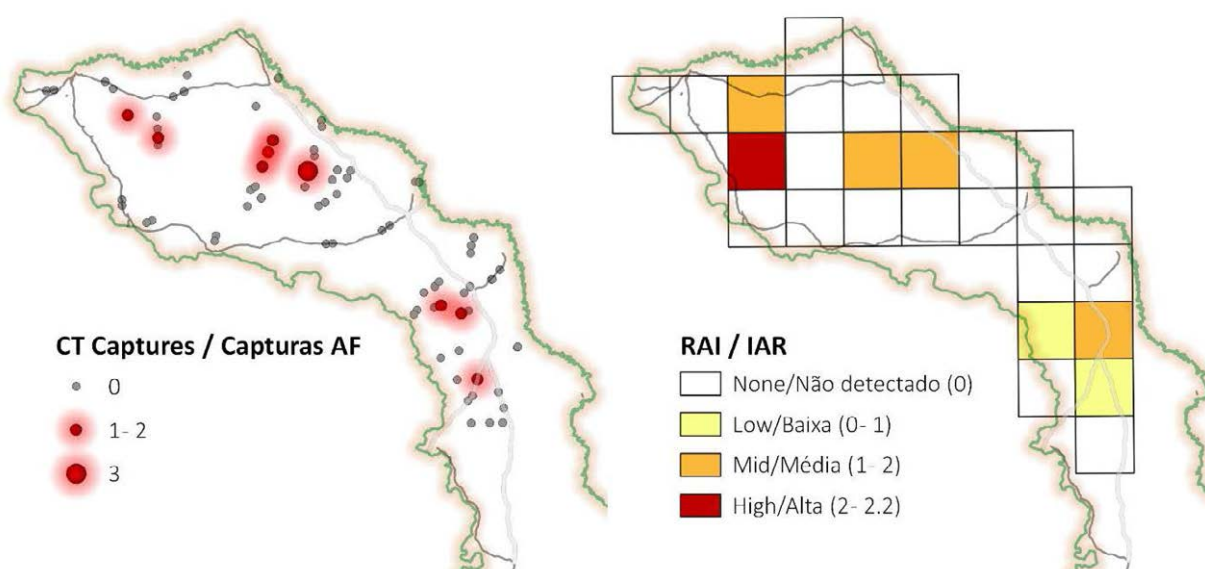 CT Captures / Capturas AF
0
1- 2
3
RAI / IAR
None/Não detectado (0)
Low/Baixa (0- 1)
Mid/Média (1- 2)
High/Alta (2- 2.2)